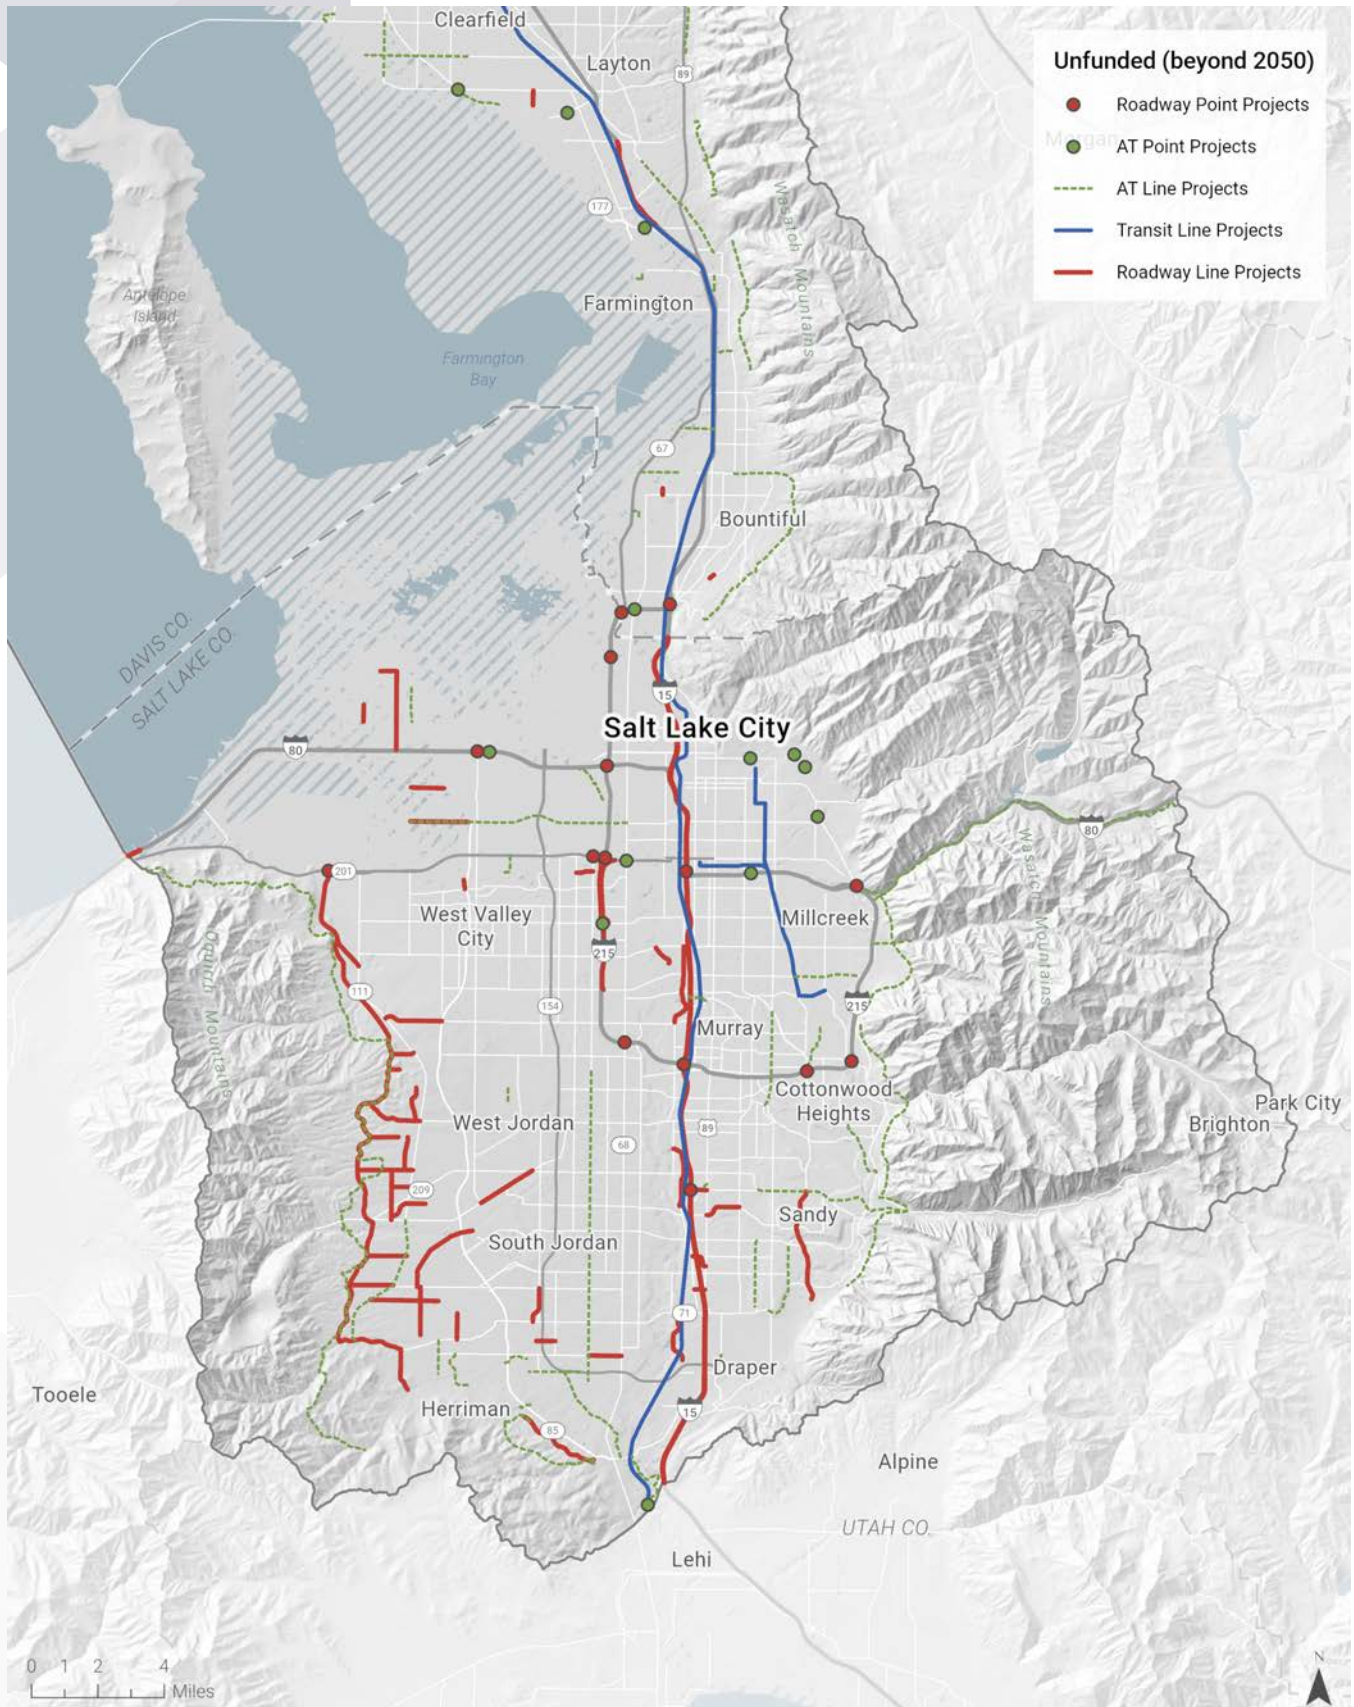 Clearfield
Layton
89
Unfunded (beyond 2050)
Roadway Point Projects
AT Point Projects
AT Line Projects
Transit Line Projects
Roadway Line Projects
Morgan
Wasatch Mountains
177
Antelope
Island
Farmington
Farmington
Bay
67
Bountiful
DAVIS CO.
SALT LAKE CO.
15
Salt Lake City
80
80
201
West Valley
City
Millcreek
Wasatch Mountains
Oquirrh Mountains
215
111
154
215
Murray
Cottonwood
Heights
Park City
Brighton
West Jordan
68
89
209
Sandy
South Jordan
71
Draper
Tooele
Herriman
85
15
Alpine
UTAH CO.
Lehi
0 1 2 4
Miles
N